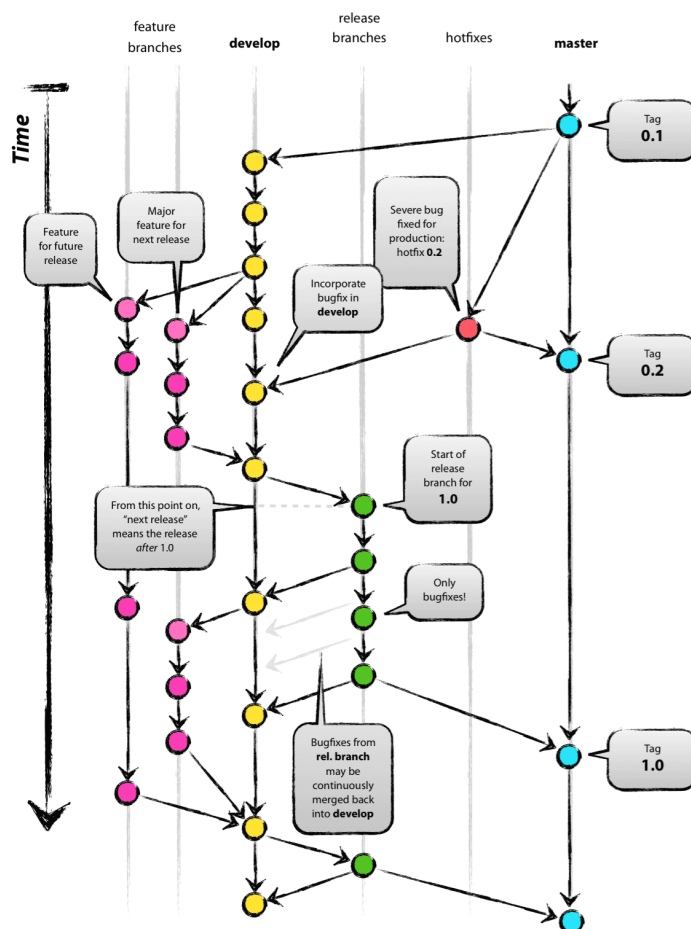 feature
branches
develop
release
branches
hotfixes
master
Time
Tag
0.1
Feature
for future
release
Major
feature for
next release
Severe bug
fixed for
production:
hotfix 0.2
Incorporate
bugfix in
develop
Tag
0.2
Start of
release
branch for
1.0
From this point on,
“next release”
means the release
after 1.0
Only
bugfixes!
Bugfixes from
rel. branch
may be
continuously
merged back
into develop
Tag
1.0